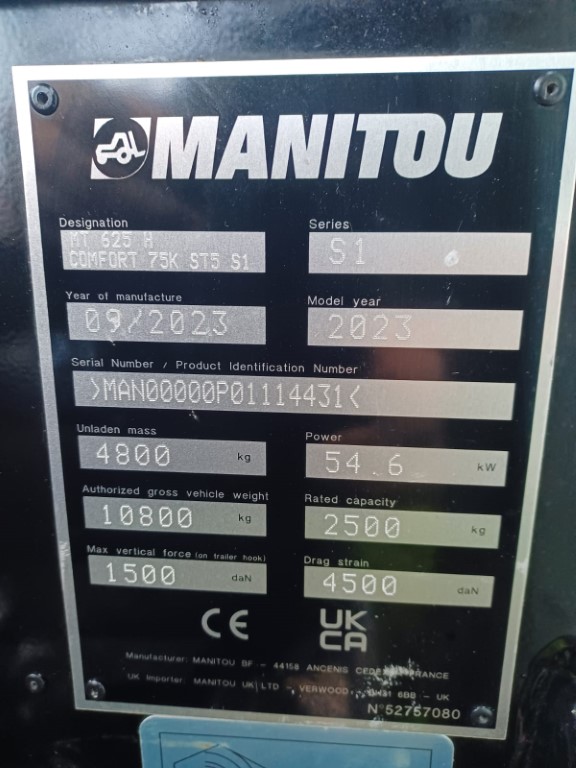 MANITOU
Designation
MT 625 H
COMFORT 75K ST5 S1
Series
S1
Year of manufacture
09/2023
Model year
2023
Serial Number / Product Identification Number
>MAN00000P01114431<
Unladen mass
4800 kg
Power
54.6 kW
Authorized gross vehicle weight
10800 kg
Rated capacity
2500 kg
Max vertical force (on trailer hook)
1500 daN
Drag strain
4500 daN
CE
UK
CA
Manufacturer: MANITOU BF - 44158 ANCENIS CEDEX FRANCE
UK Importer: MANITOU UK LTD - VERWOOD 6BB - UK
N°52757080